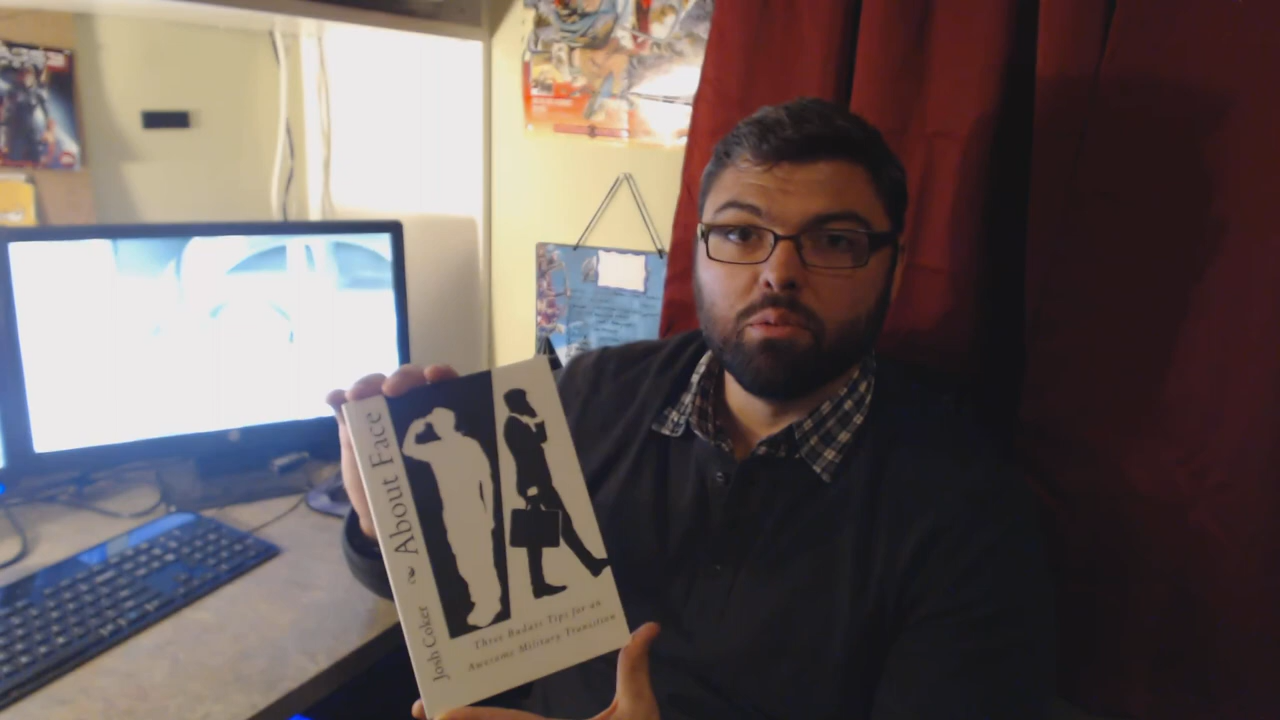 About Face
Josh Coker
Three Badass Tips for an
Awesome Military Transition